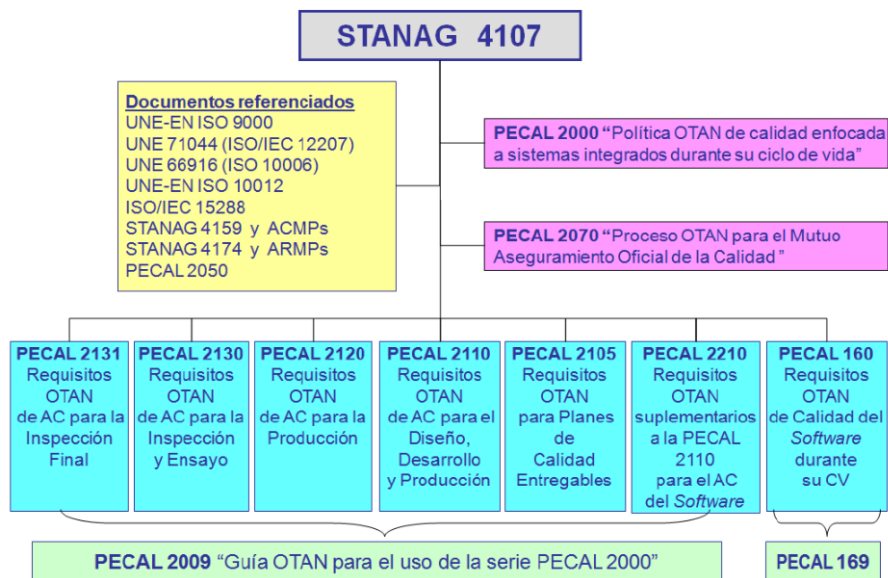 STANAG 4107
Documentos referenciados
UNE-EN ISO 9000
UNE 71044 (ISO/IEC 12207)
UNE 66916 (ISO 10006)
UNE-EN ISO 10012
ISO/IEC 15288
STANAG 4159 y ACMPs
STANAG 4174 y ARMPs
PECAL 2050
PECAL 2000 “Política OTAN de calidad enfocada
a sistemas integrados durante su ciclo de vida”
PECAL 2070 “Proceso OTAN para el Mutuo
Aseguramiento Oficial de la Calidad ”
PECAL 2131
Requisitos
OTAN
de AC para la
Inspección
Final
PECAL 2130
Requisitos
OTAN
de AC para la
Inspección
y Ensayo
PECAL 2120
Requisitos
OTAN
de AC para la
Producción
PECAL 2110
Requisitos
OTAN
de AC para el
Diseño,
Desarrollo
y Producción
PECAL 2105
Requisitos
OTAN
para Planes
de
Calidad
Entregables
PECAL 2210
Requisitos
OTAN
suplementarios
a la PECAL
2110
para el AC
del Software
PECAL 160
Requisitos
OTAN
de Calidad del
Software
durante
su CV
PECAL 2009 “Guía OTAN para el uso de la serie PECAL 2000”
PECAL 169